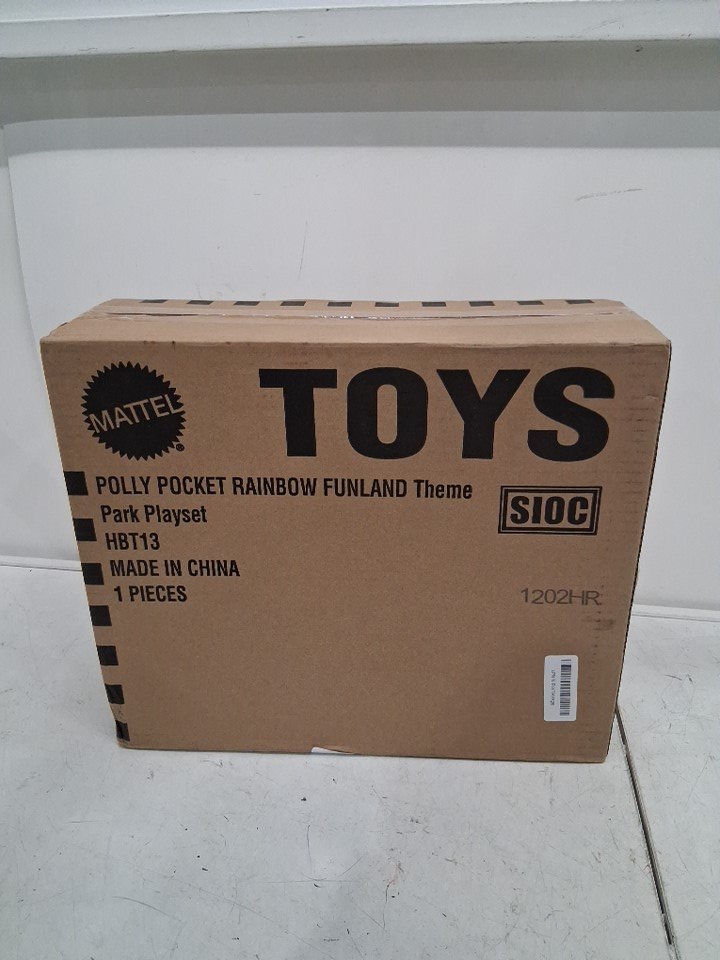 MATTEL
TOYS
POLLY POCKET RAINBOW FUNLAND Theme
Park Playset
HBT13
MADE IN CHINA
1 PIECES
SIOC
1202HR